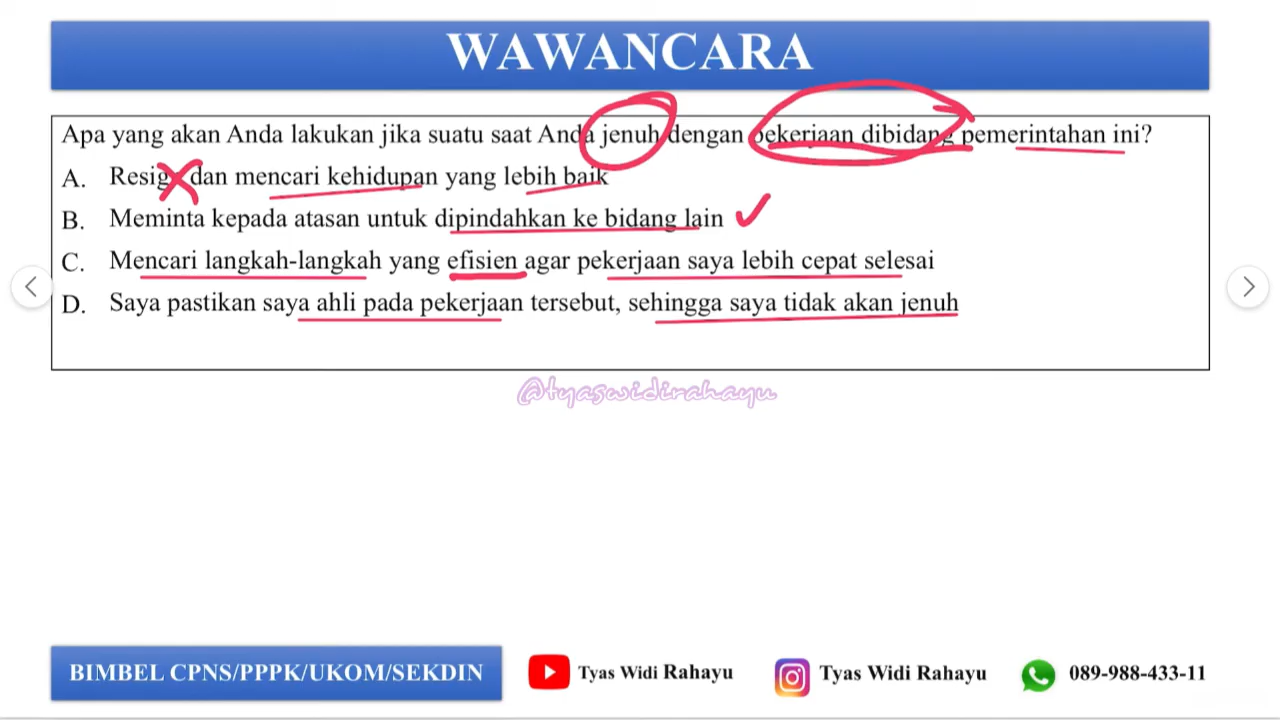 WAWANCARA
Apa yang akan Anda lakukan jika suatu saat Anda jenuh dengan pekerjaan dibidang pemerintahan ini?
A. Resign dan mencari kehidupan yang lebih baik
B. Meminta kepada atasan untuk dipindahkan ke bidang lain
C. Mencari langkah-langkah yang efisien agar pekerjaan saya lebih cepat selesai
D. Saya pastikan saya ahli pada pekerjaan tersebut, sehingga saya tidak akan jenuh
@tyaswidirahayu
BIMBEL CPNS/PPPK/UKOM/SEKDIN
Tyas Widi Rahayu
Tyas Widi Rahayu
089-988-433-11